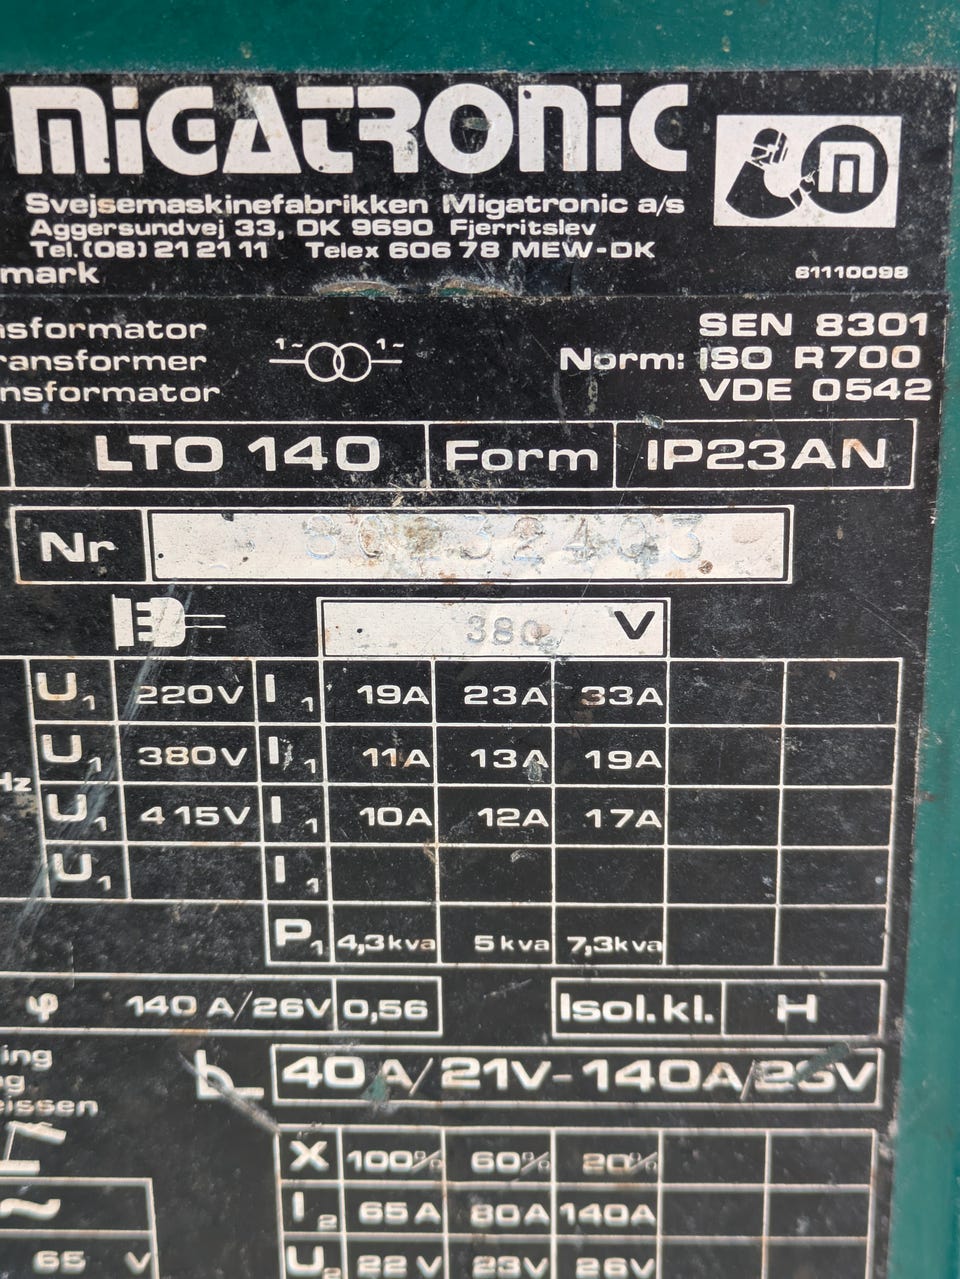 MIGATRONIC
M
Svejsemaskinefabrikken Migatronic a/s
Aggersundvej 33, DK 9690 Fjerritslev
Tel.(08) 21 21 11 Telex 606 78 MEW-DK
mark 81110098
nsformator
ransformer
nsformator
1~ 1~
SEN 8301
Norm: ISO R700
VDE 0542
LTO 140 Form IP23AN
Nr
380 V
U1 220V I1 19A 23A 33A
U1 380V I1 11A 13A 19A
Hz
U1 415V I1 10A 12A 17A
U1 I1
P1 4,3kva 5kva 7,3kva
φ 140 A/26V 0,56 Isol.kl. H
ing
ng
eissen
40A/21V-140A/26V
X 100% 60% 20%
~ I2 65A 80A 140A
65 V U2 22V 23V 26V